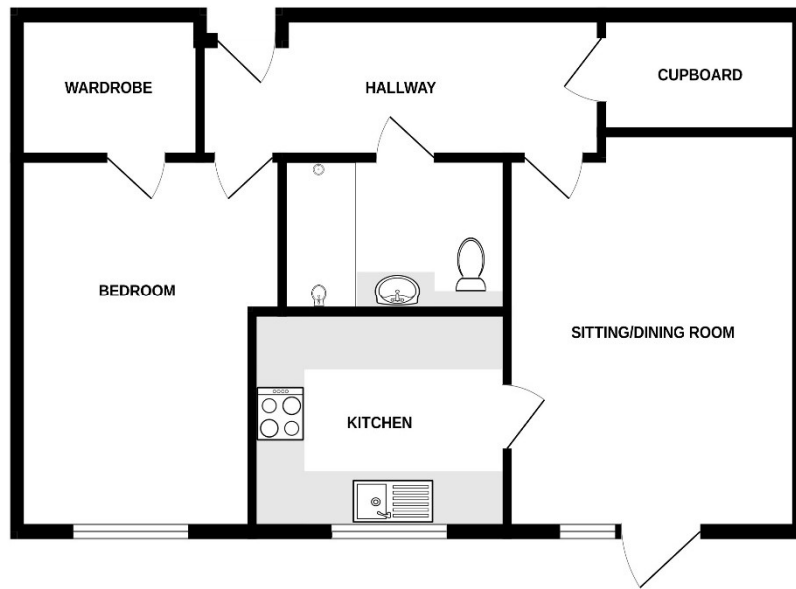 WARDROBE
HALLWAY
CUPBOARD
BEDROOM
SITTING/DINING ROOM
KITCHEN